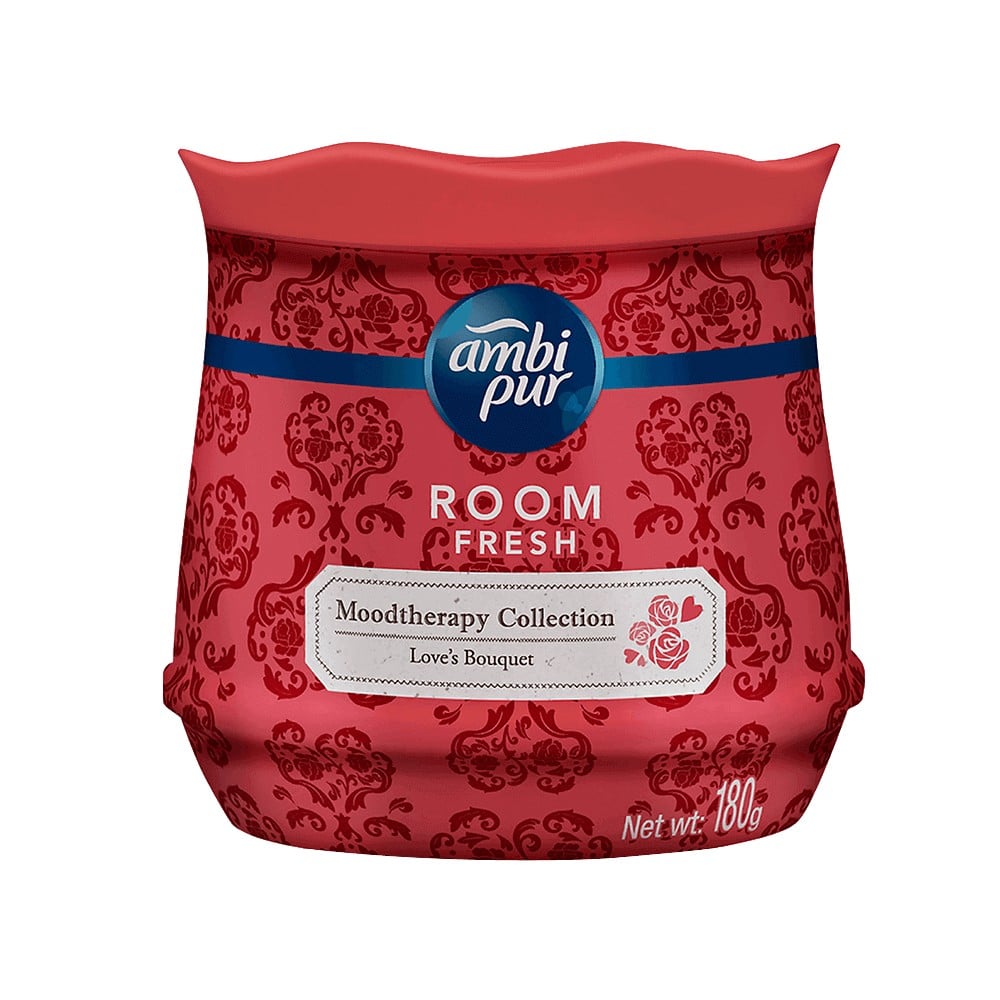 ambi
pur
ROOM
FRESH
Moodtherapy Collection
Love's Bouquet
Net wt: 180g